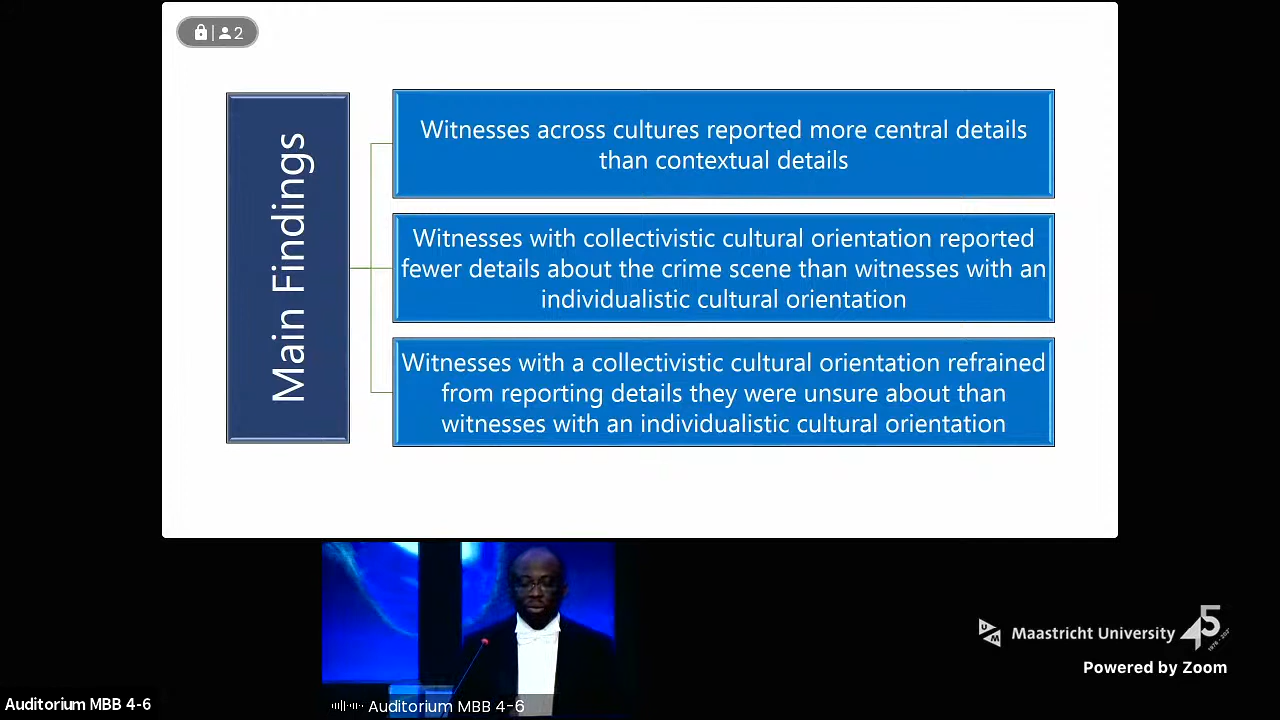 2
Main Findings
Witnesses across cultures reported more central details
than contextual details
Witnesses with collectivistic cultural orientation reported
fewer details about the crime scene than witnesses with an
individualistic cultural orientation
Witnesses with a collectivistic cultural orientation refrained
from reporting details they were unsure about than
witnesses with an individualistic cultural orientation
UM
Maastricht University
45
Powered by Zoom
Auditorium MBB 4-6
Auditorium MBB 4-6